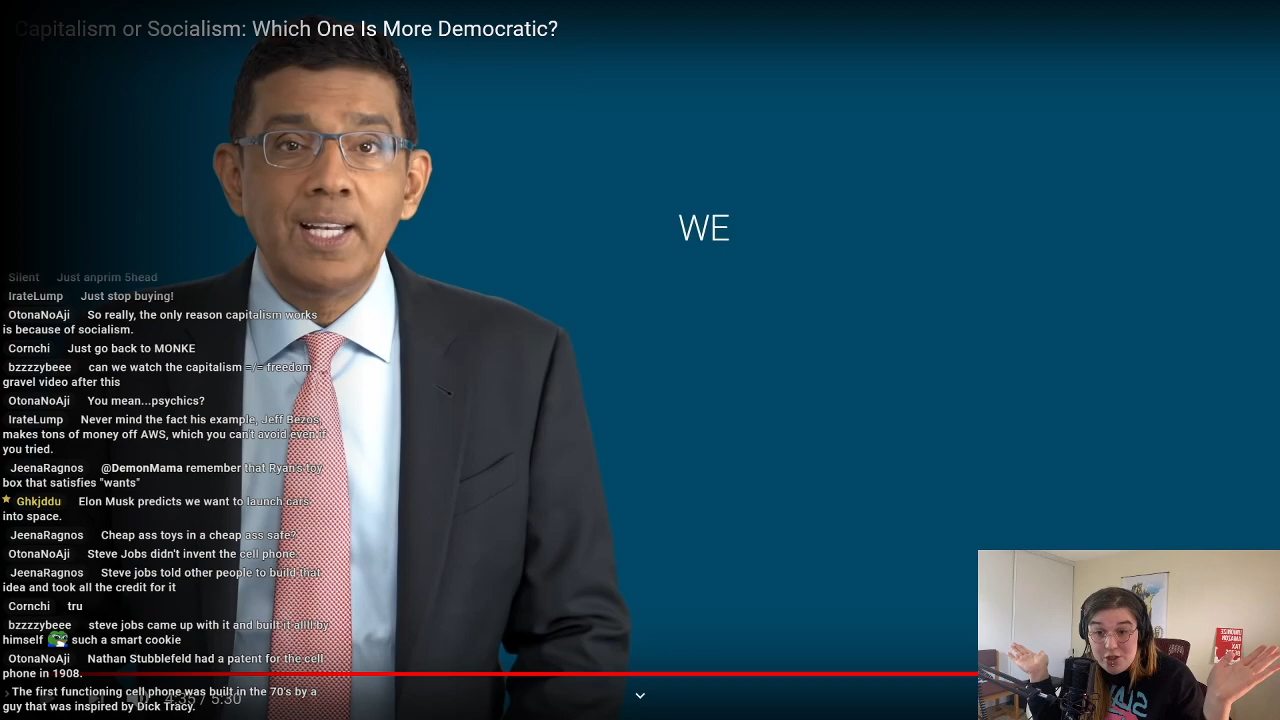 Capitalism or Socialism: Which One Is More Democratic?
WE
Silent Just anprim 5head
IrateLump Just stop buying!
OtonaNoAji So really, the only reason capitalism works
is because of socialism.
Cornchi Just go back to MONKE
bzzzzybeee can we watch the capitalism =/= freedom
gravel video after this
OtonaNoAji You mean...psychics?
IrateLump Never mind the fact his example, Jeff Bezos,
makes tons of money off AWS, which you can't avoid even if
you tried.
JeenaRagnos @DemonMama remember that Ryan's toy
box that satisfies "wants"
Ghkjddu Elon Musk predicts we want to launch cars
into space.
JeenaRagnos Cheap ass toys in a cheap ass safe?
OtonaNoAji Steve Jobs didn't invent the cell phone.
JeenaRagnos Steve jobs told other people to build that
idea and took all the credit for it
Cornchi tru
bzzzzybeee steve jobs came up with it and built it allll by
himself such a smart cookie
OtonaNoAji Nathan Stubblefeld had a patent for the cell
phone in 1908.
The first functioning cell phone was built in the 70's by a
guy that was inspired by Dick Tracy.
4:35 / 5:30